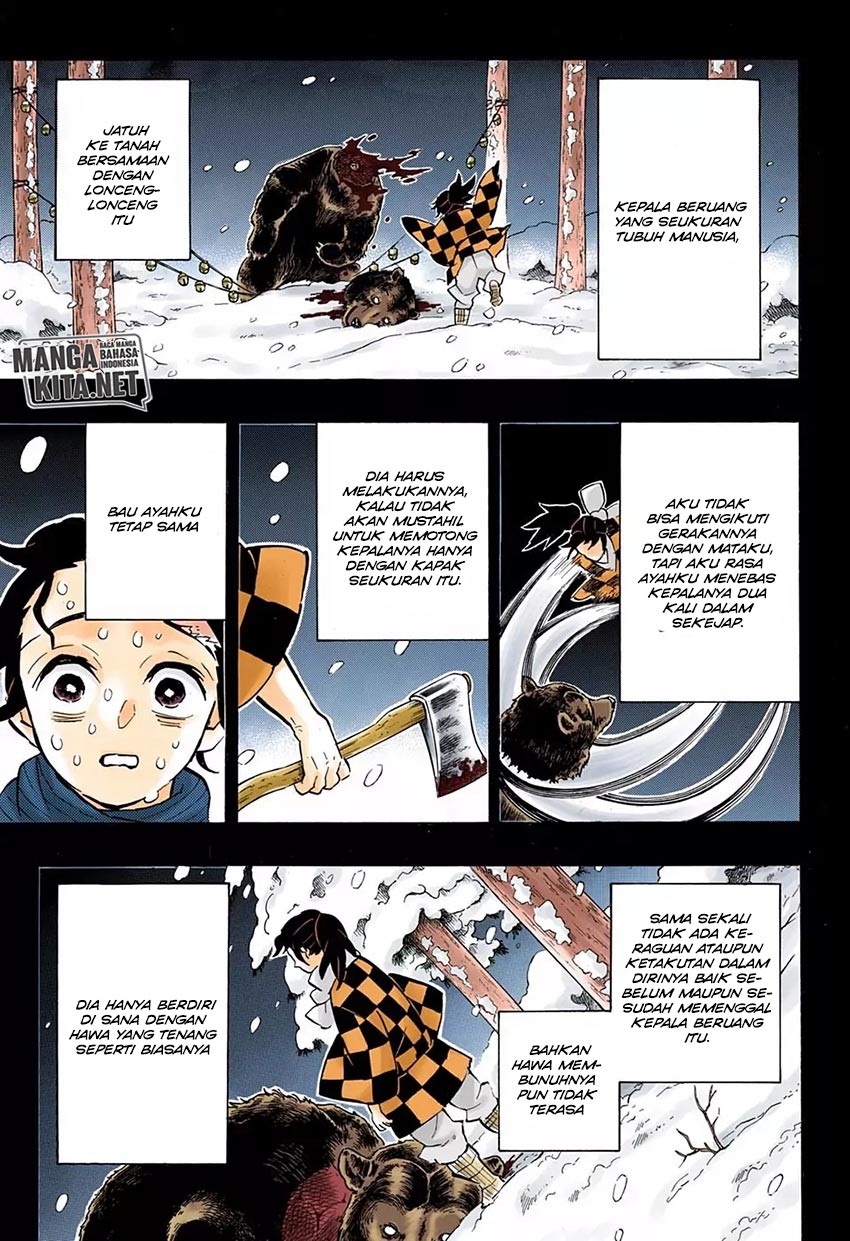 KEPALA BERUANG
YANG SEUKURAN
TUBUH MANUSIA,
JATUH
KE TANAH
BERSAMAAN
DENGAN
LONCENG-
LONCENG
ITU
MANGA
KITA.NET
BACA MANGA
BAHASA
INDONESIA
AKU TIDAK
BISA MENGIKUTI
GERAKANNYA
DENGAN MATAKU,
TAPI AKU RASA
AYAHKU MENEBAS
KEPALANYA DUA
KALI DALAM
SEKEJAP.
DIA HARUS
MELAKUKANNYA,
KALAU TIDAK
AKAN MUSTAHIL
UNTUK MEMOTONG
KEPALANYA HANYA
DENGAN KAPAK
SEUKURAN ITU.
BAU AYAHKU
TETAP SAMA
SAMA SEKALI
TIDAK ADA KE-
RAGUAN ATAUPUN
KETAKUTAN DALAM
DIRINYA BAIK SE-
BELUM MAUPUN SE-
SUDAH MEMENGGAL
KEPALA BERUANG
ITU.
BAHKAN
HAWA MEM-
BUNUHNYA
PUN TIDAK
TERASA
DIA HANYA BERDIRI
DI SANA DENGAN
HAWA YANG TENANG
SEPERTI BIASANYA